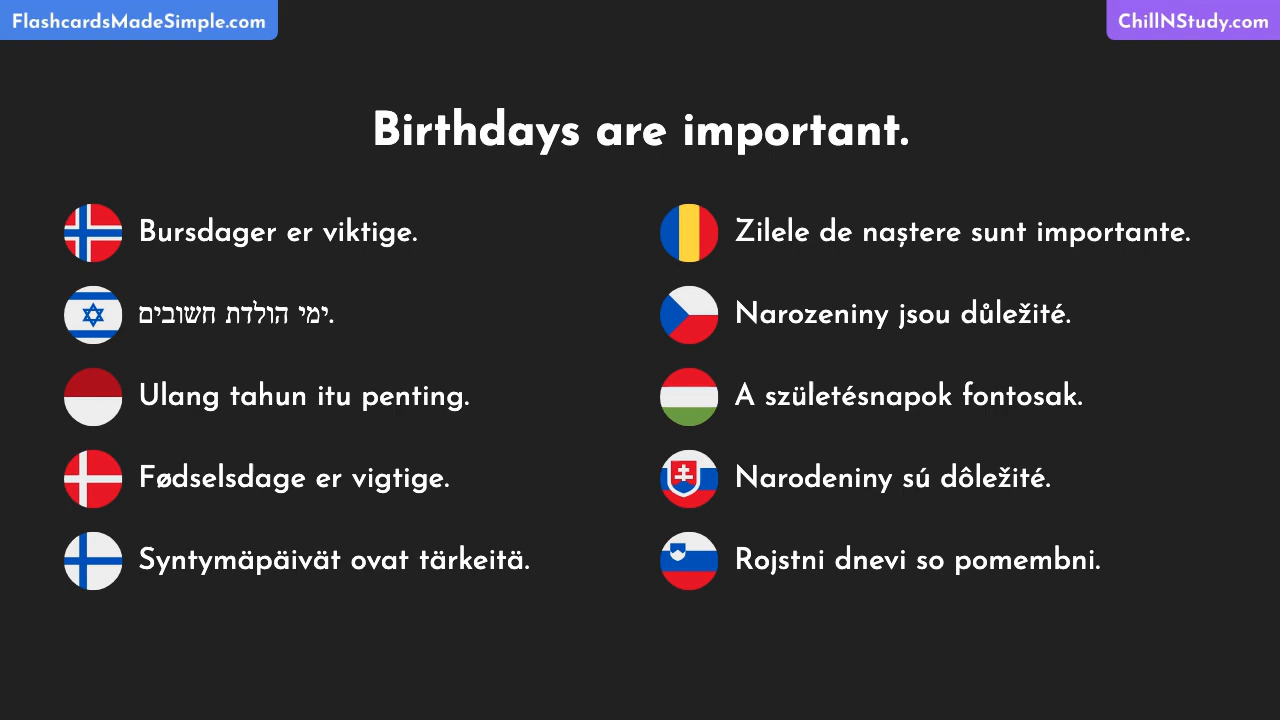 FlashcardsMadeSimple.com
ChillNStudy.com
Birthdays are important.
Bursdager er viktige.
ימי הולדת חשובים.
Ulang tahun itu penting.
Fødselsdage er vigtige.
Syntymäpäivät ovat tärkeitä.
Zilele de naștere sunt importante.
Narozeniny jsou důležité.
A születésnapok fontosak.
Narodeniny sú dôležité.
Rojstni dnevi so pomembni.